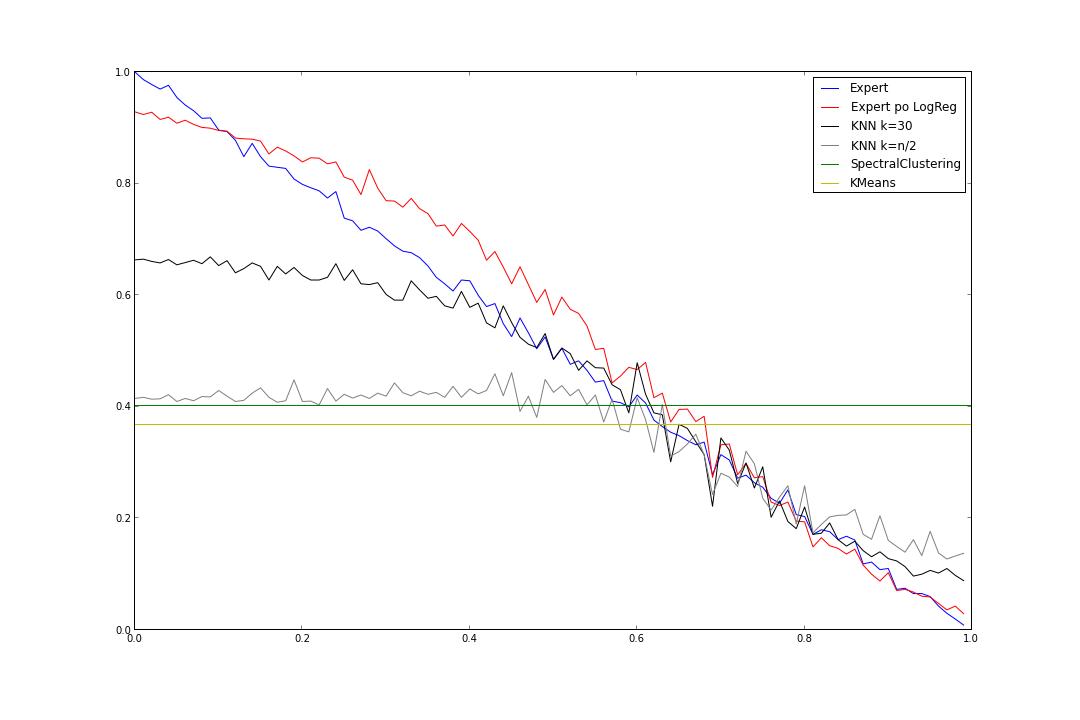 1.0
0.8
0.6
0.4
0.2
0.0
0.0 0.2 0.4 0.6 0.8 1.0
Expert
Expert po LogReg
KNN k=30
KNN k=n/2
SpectralClustering
KMeans